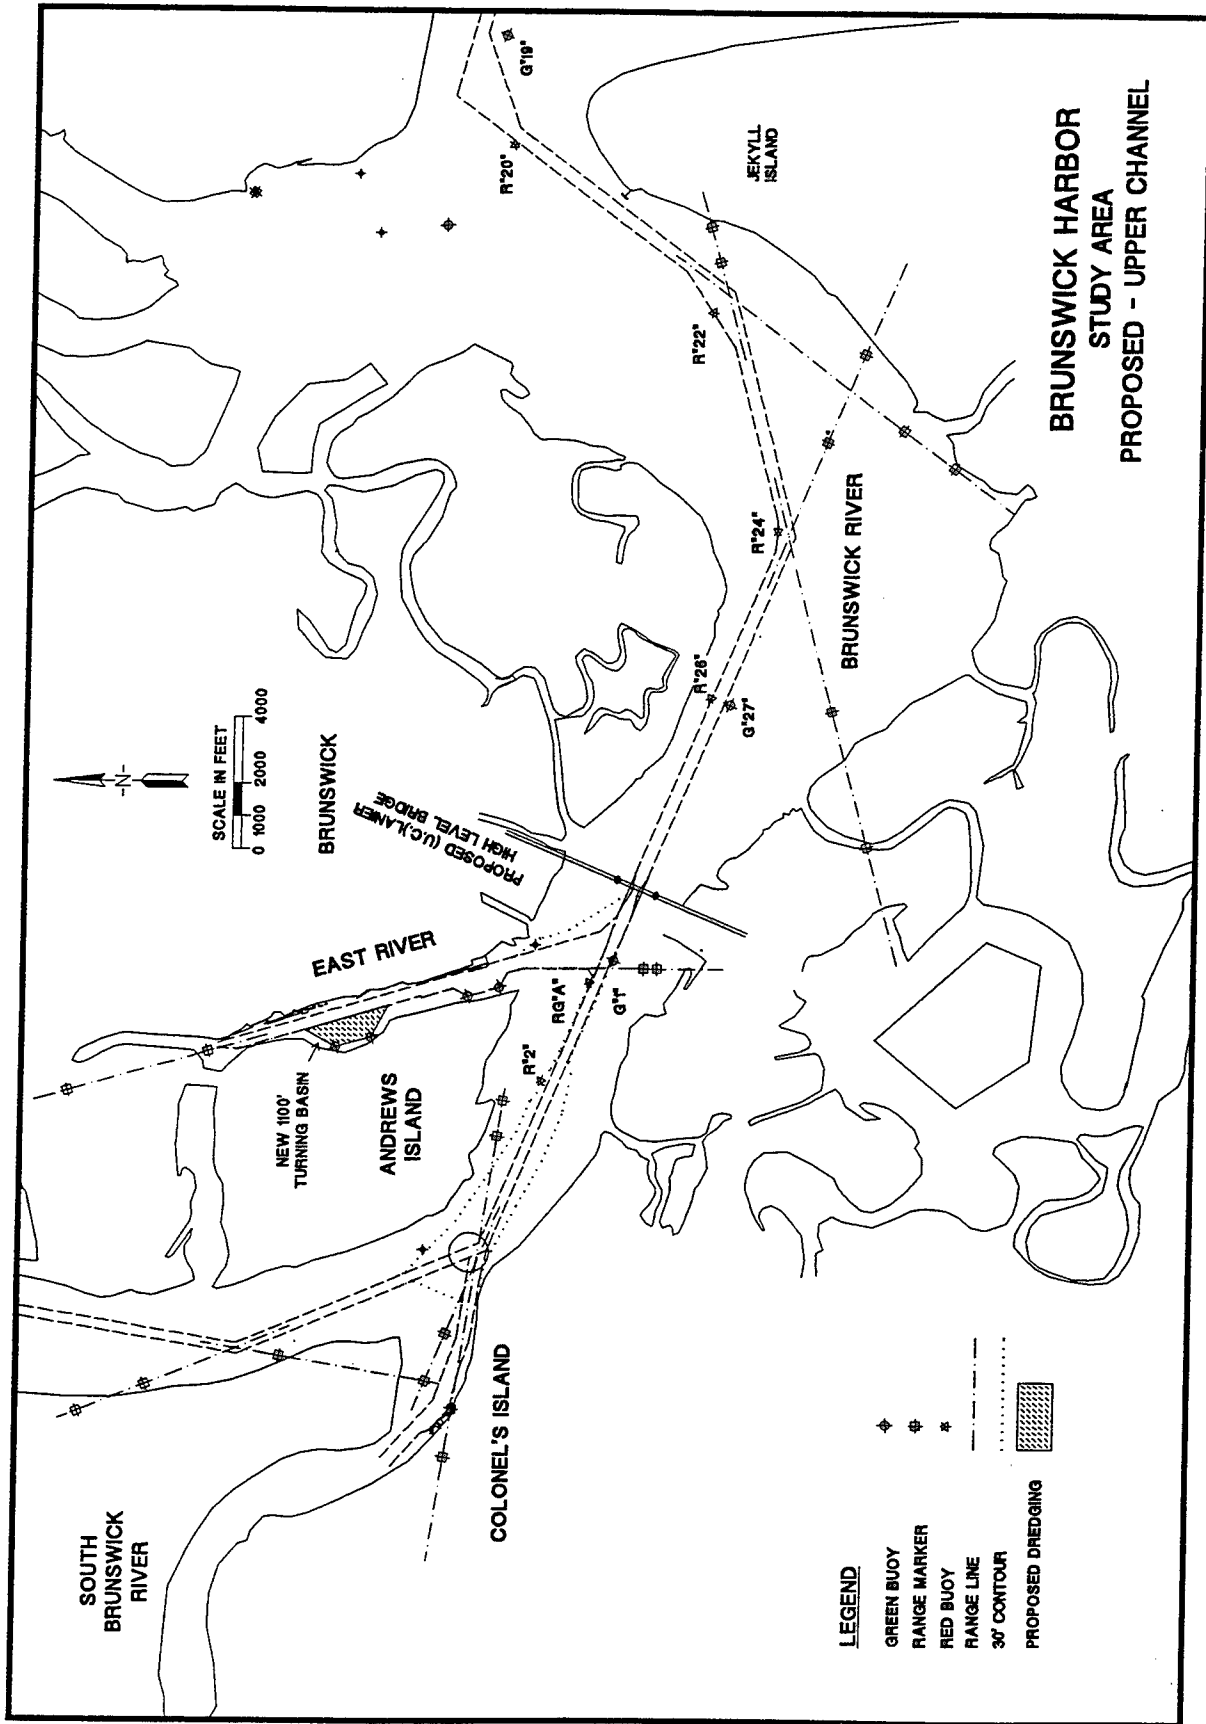 SOUTH
BRUNSWICK
RIVER
COLONEL'S ISLAND
NEW 1100'
TURNING BASIN
ANDREWS
ISLAND
EAST RIVER
-N-
SCALE IN FEET
0 1000 2000 4000
BRUNSWICK
PROPOSED (U.C.) LANIER
HIGH LEVEL BRIDGE
R"2"
RG"A"
G"1"
R"26"
G"27"
R"24"
BRUNSWICK RIVER
R"22"
R"20"
G"19"
JEKYLL
ISLAND
LEGEND
GREEN BUOY
RANGE MARKER
RED BUOY
RANGE LINE
30' CONTOUR
PROPOSED DREDGING
BRUNSWICK HARBOR
STUDY AREA
PROPOSED - UPPER CHANNEL